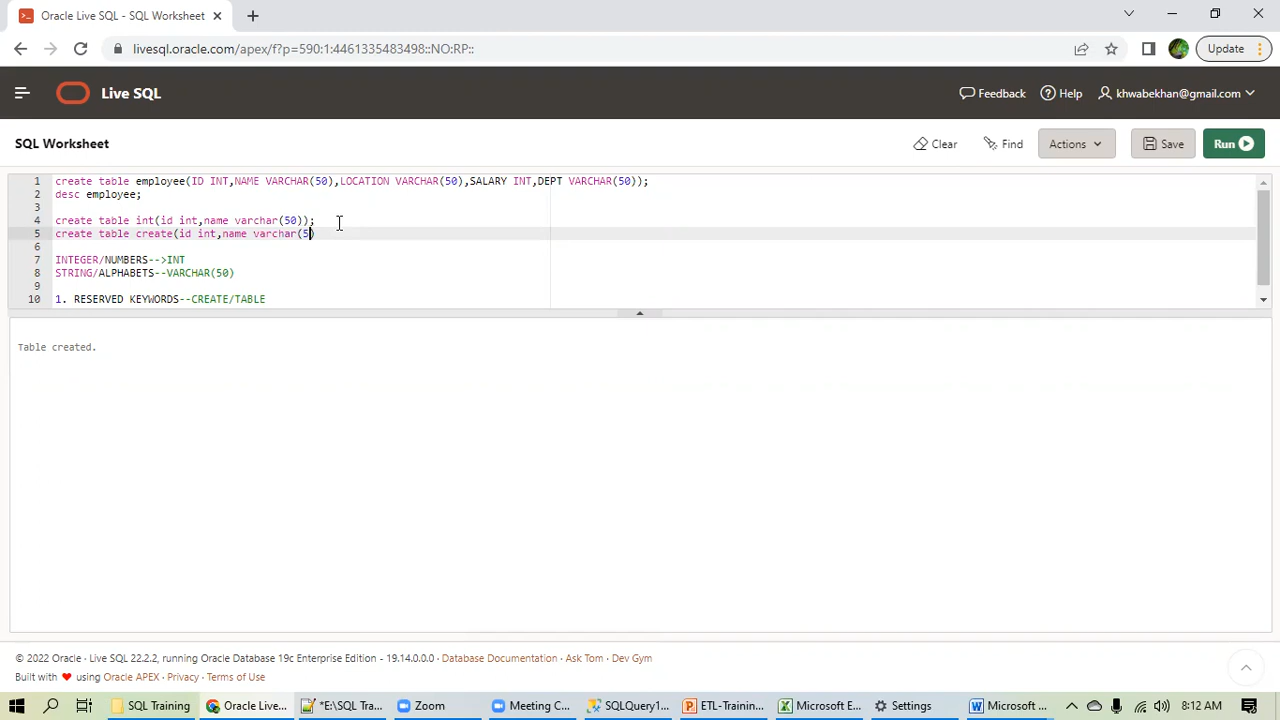 Oracle Live SQL - SQL Worksheet
livesql.oracle.com/apex/f?p=590:1:4461335483498::NO:RP::
Update
Live SQL
Feedback
Help
khwabekhan@gmail.com
SQL Worksheet
Clear
Find
Actions
Save
Run
1 create table employee(ID INT,NAME VARCHAR(50),LOCATION VARCHAR(50),SALARY INT,DEPT VARCHAR(50));
2 desc employee;
3
4 create table int(id int,name varchar(50));
5 create table create(id int,name varchar(5)
6
7 INTEGER/NUMBERS-->INT
8 STRING/ALPHABETS--VARCHAR(50)
9
10 1. RESERVED KEYWORDS--CREATE/TABLE
Table created.
© 2022 Oracle · Live SQL 22.2.2, running Oracle Database 19c Enterprise Edition - 19.14.0.0.0 · Database Documentation · Ask Tom · Dev Gym
Built with ❤ using Oracle APEX · Privacy · Terms of Use
SQL Training
Oracle Live...
*E:\SQL Tra...
Zoom
Meeting C...
SQLQuery1...
ETL-Trainin...
Microsoft E...
Settings
Microsoft ...
8:12 AM